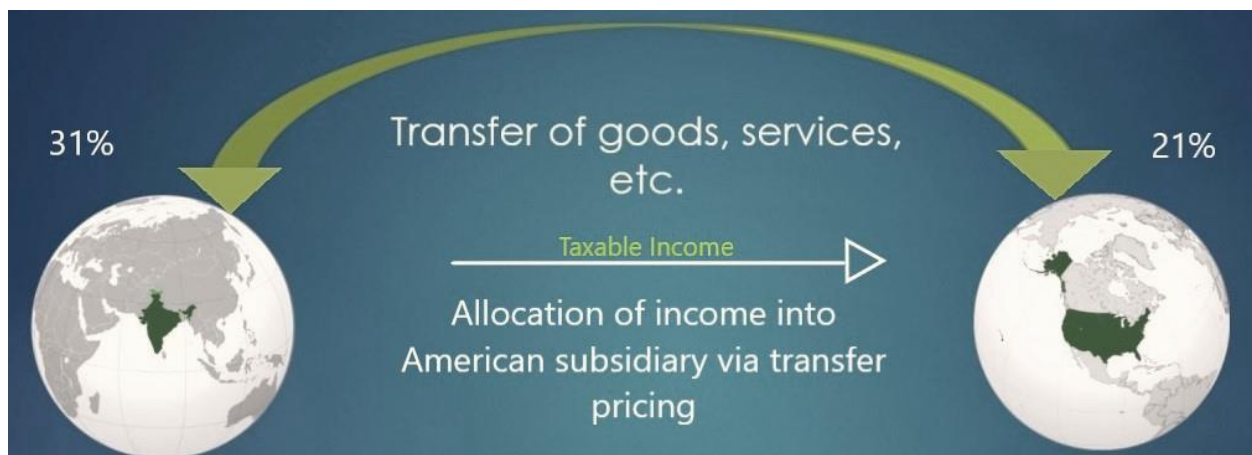 31%
Transfer of goods, services,
etc.
21%
Taxable Income
Allocation of income into
American subsidiary via transfer
pricing